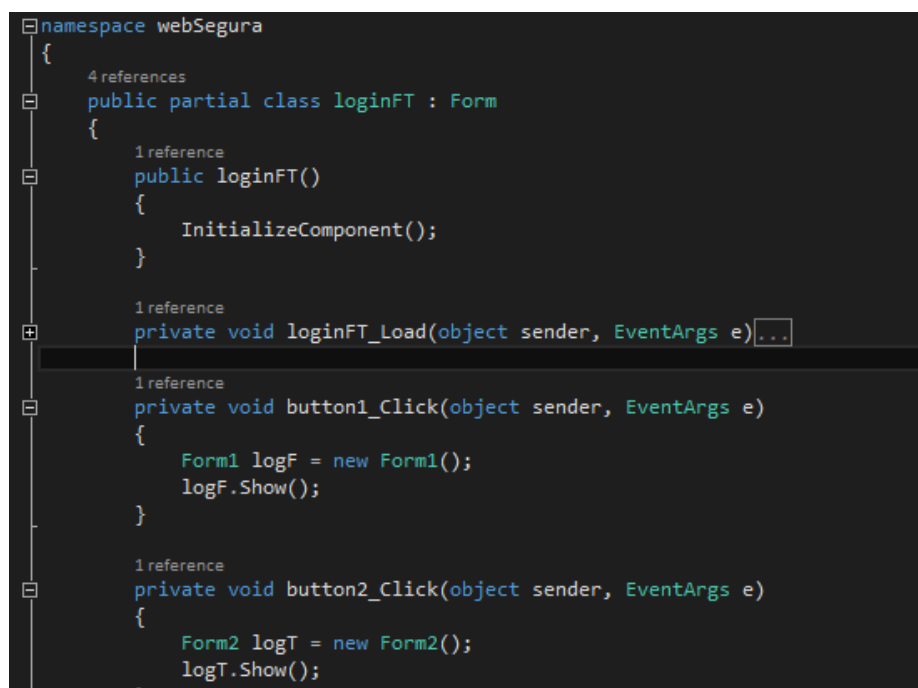 namespace webSegura
{
4 references
public partial class loginFT : Form
{
1 reference
public loginFT()
{
InitializeComponent();
}
1 reference
private void loginFT_Load(object sender, EventArgs e)...
1 reference
private void button1_Click(object sender, EventArgs e)
{
Form1 logF = new Form1();
logF.Show();
}
1 reference
private void button2_Click(object sender, EventArgs e)
{
Form2 logT = new Form2();
logT.Show();